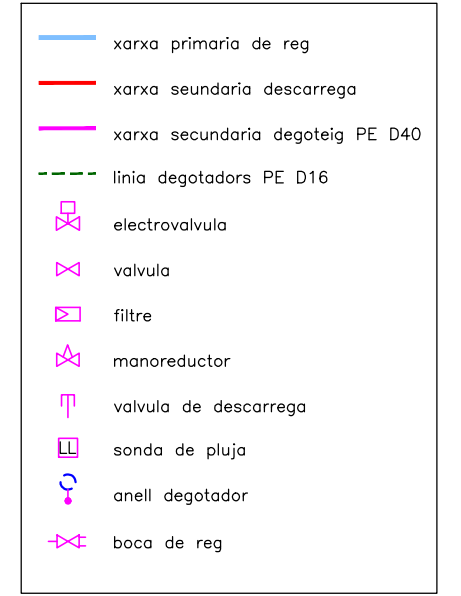 xarxa primaria de reg
xarxa seundaria descarrega
xarxa secundaria degoteig PE D40
linia degotadors PE D16
electrovalvula
valvula
filtre
manoreductor
valvula de descarrega
LL
sonda de pluja
anell degotador
boca de reg